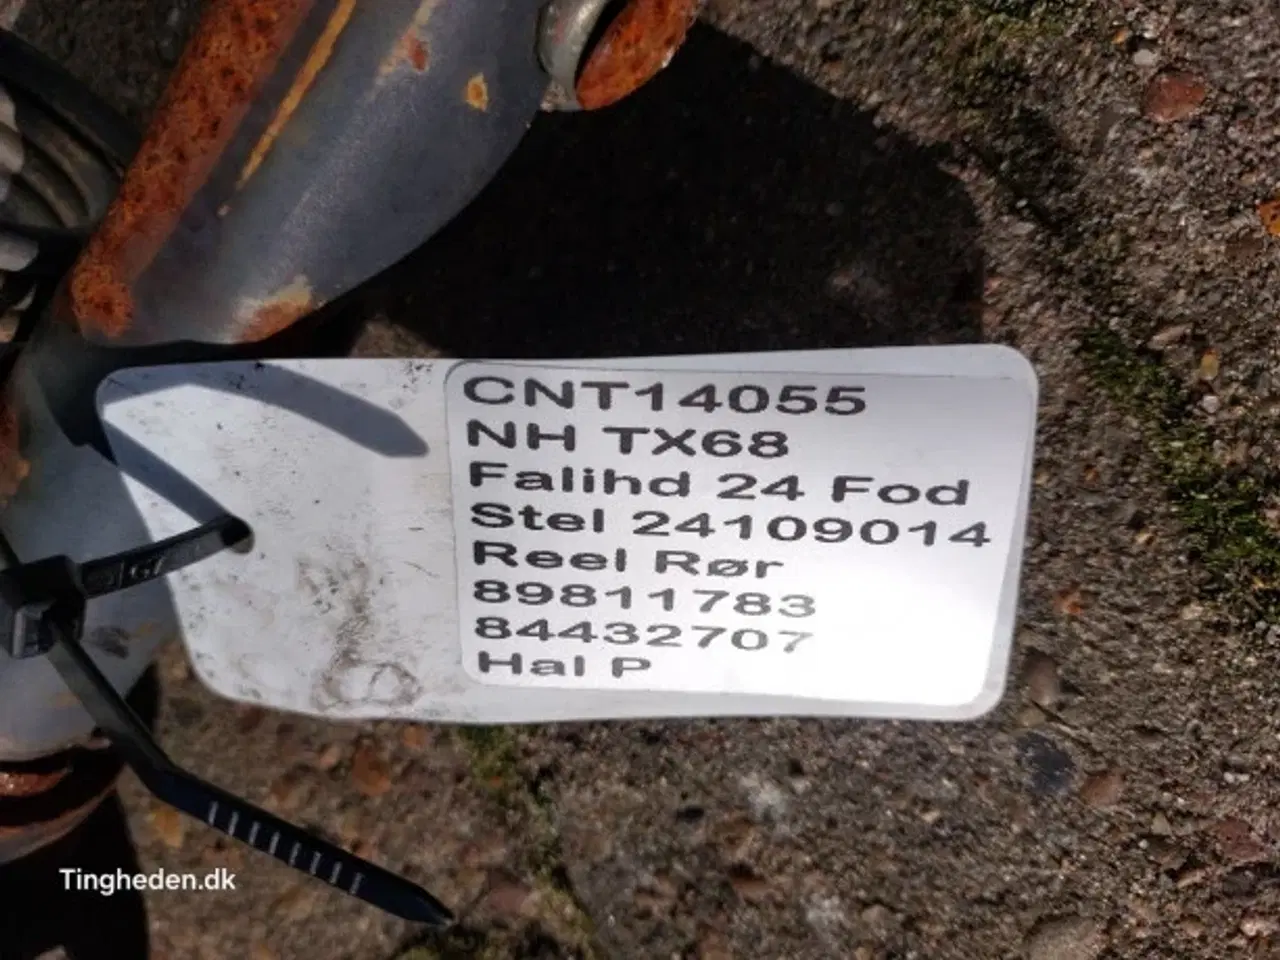 CNT14055
NH TX68
Falihd 24 Fod
Stel 24109014
Reel Rør
89811783
84432707
Hal P
Tingheden.dk